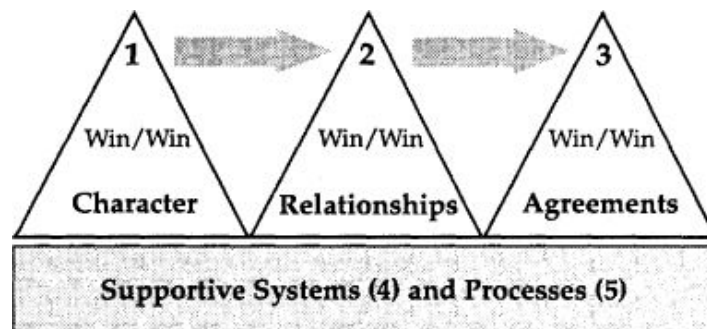 1 2 3
Win/Win Win/Win Win/Win
Character Relationships Agreements
Supportive Systems (4) and Processes (5)